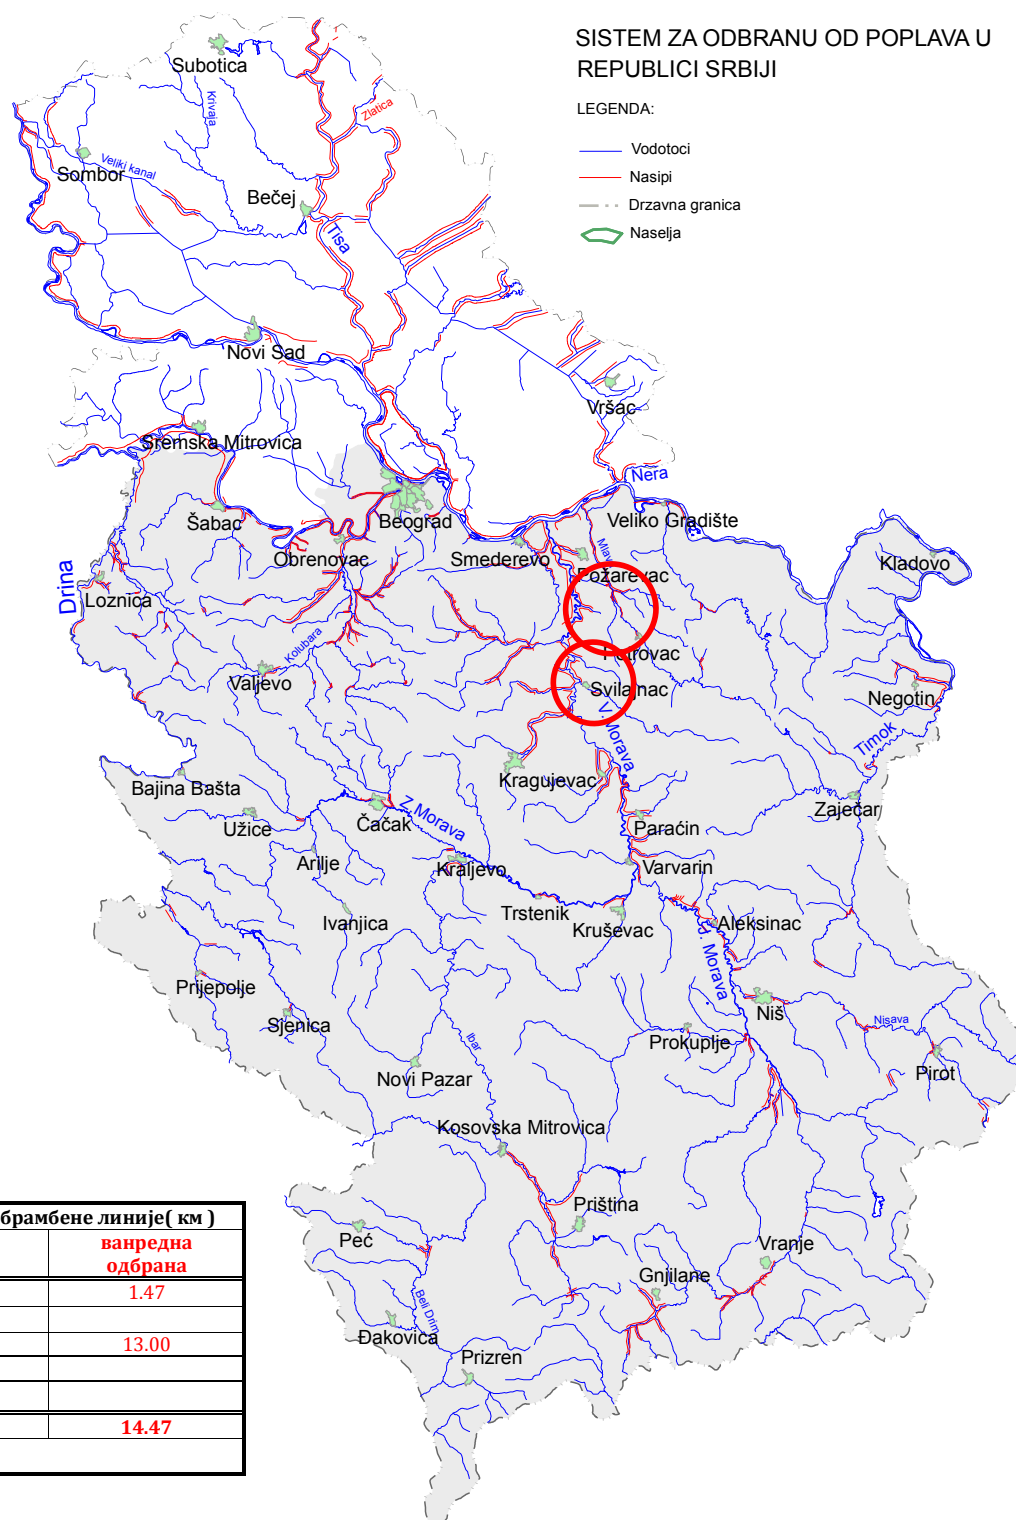 SISTEM ZA ODBRANU OD POPLAVA U
REPUBLICI SRBIJI
LEGENDA:
Vodotoci
Nasipi
Drzavna granica
Naselja
Subotica
Krivaja
Zlatica
Sombor
Veliki kanal
Bečej
Tisa
Novi Sad
Vršac
Sremska Mitrovica
Nera
Šabac
Beograd
Veliko Gradište
Obrenovac
Smederevo
Mlava
Kladovo
Drina
Loznica
Požarevac
Kolubara
Petrovac
Valjevo
Svilajnac
Negotin
V. Morava
Timok
Bajina Bašta
Kragujevac
Zaječar
Užice
Čačak
Z.Morava
Paraćin
Arilje
Kraljevo
Varvarin
Ivanjica
Trstenik
Kruševac
Aleksinac
J. Morava
Prijepolje
Sjenica
Niš
Nisava
Ibar
Prokuplje
Pirot
Novi Pazar
Kosovska Mitrovica
Priština
Peć
Vranje
Gnjilane
Beli Drim
Đakovica
Prizren
брамбене линије( км )
ванредна
одбрана
1.47
13.00
14.47